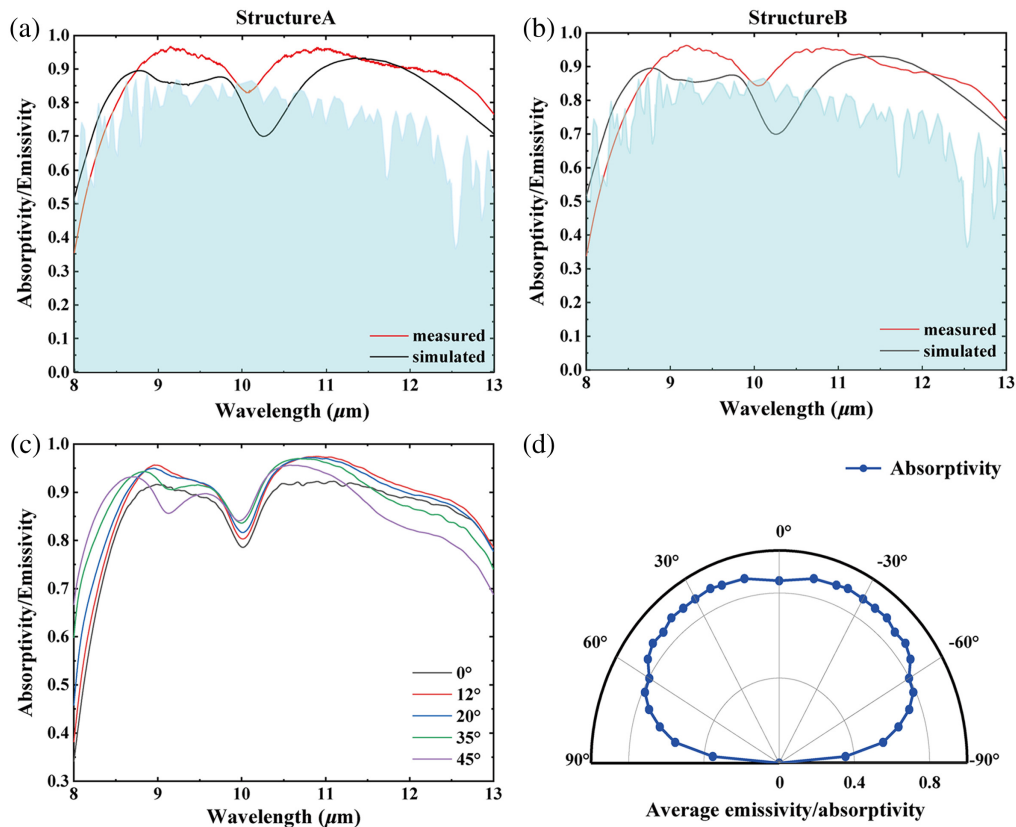 (a)
StructureA
Absorptivity/Emissivity
1.0
0.9
0.8
0.7
0.6
0.5
0.4
0.3
0.2
0.1
0.0
measured
simulated
8 9 10 11 12 13
Wavelength (μm)
(b)
StructureB
Absorptivity/Emissivity
1.0
0.9
0.8
0.7
0.6
0.5
0.4
0.3
0.2
0.1
0.0
measured
simulated
8 9 10 11 12 13
Wavelength (μm)
(c)
Absorptivity/Emissivity
1.0
0.9
0.8
0.7
0.6
0.5
0.4
0.3
0°
12°
20°
35°
45°
8 9 10 11 12 13
Wavelength (μm)
(d)
Absorptivity
0°
30° -30°
60° -60°
90° -90°
0 0.4 0.8
Average emissivity/absorptivity